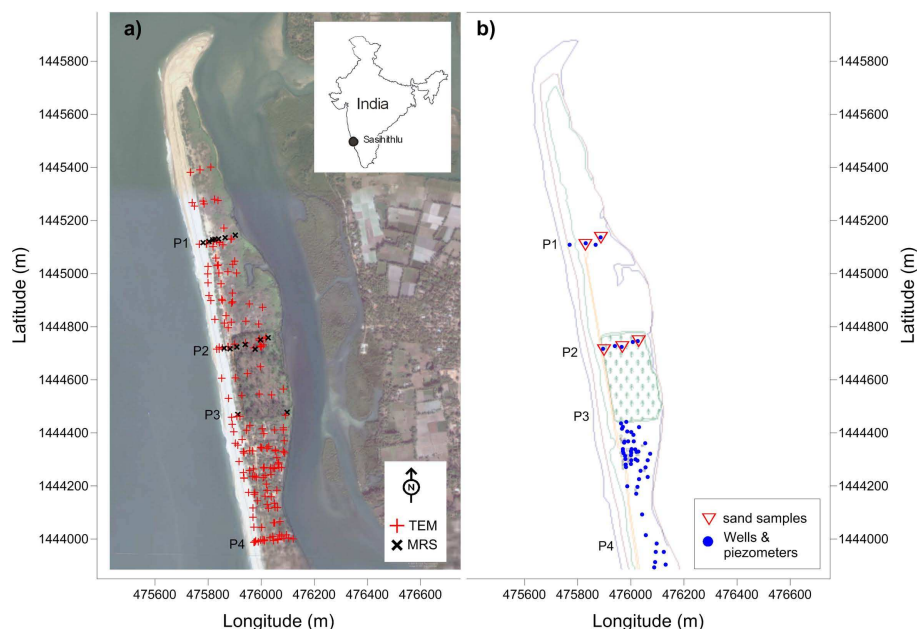 a)
b)
1445800
1445600
1445400
1445200
1445000
1444800
1444600
1444400
1444200
1444000
Latitude (m)
India
Sasihithlu
P1
P2
P3
P4
N
TEM
MRS
475600 475800 476000 476200 476400 476600
Longitude (m)
P1
P2
P3
P4
sand samples
Wells &
piezometers
1445800
1445600
1445400
1445200
1445000
1444800
1444600
1444400
1444200
1444000
Latitude (m)
475600 475800 476000 476200 476400 476600
Longitude (m)